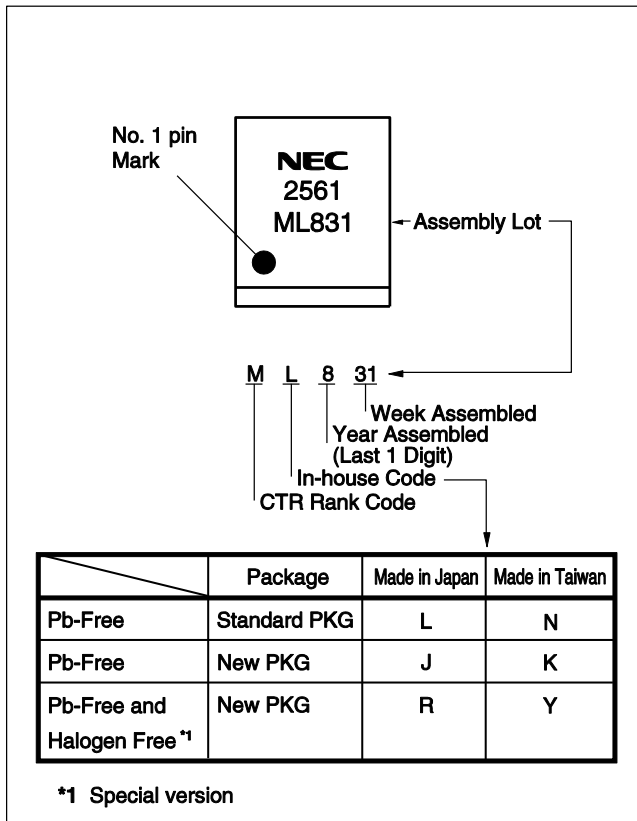 No. 1 pin
Mark
NEC
2561
ML831
Assembly Lot
M L 8 31
Week Assembled
Year Assembled
(Last 1 Digit)
In-house Code
CTR Rank Code
Package Made in Japan Made in Taiwan
Pb-Free Standard PKG L N
Pb-Free New PKG J K
Pb-Free and New PKG R Y
Halogen Free *1
*1 Special version